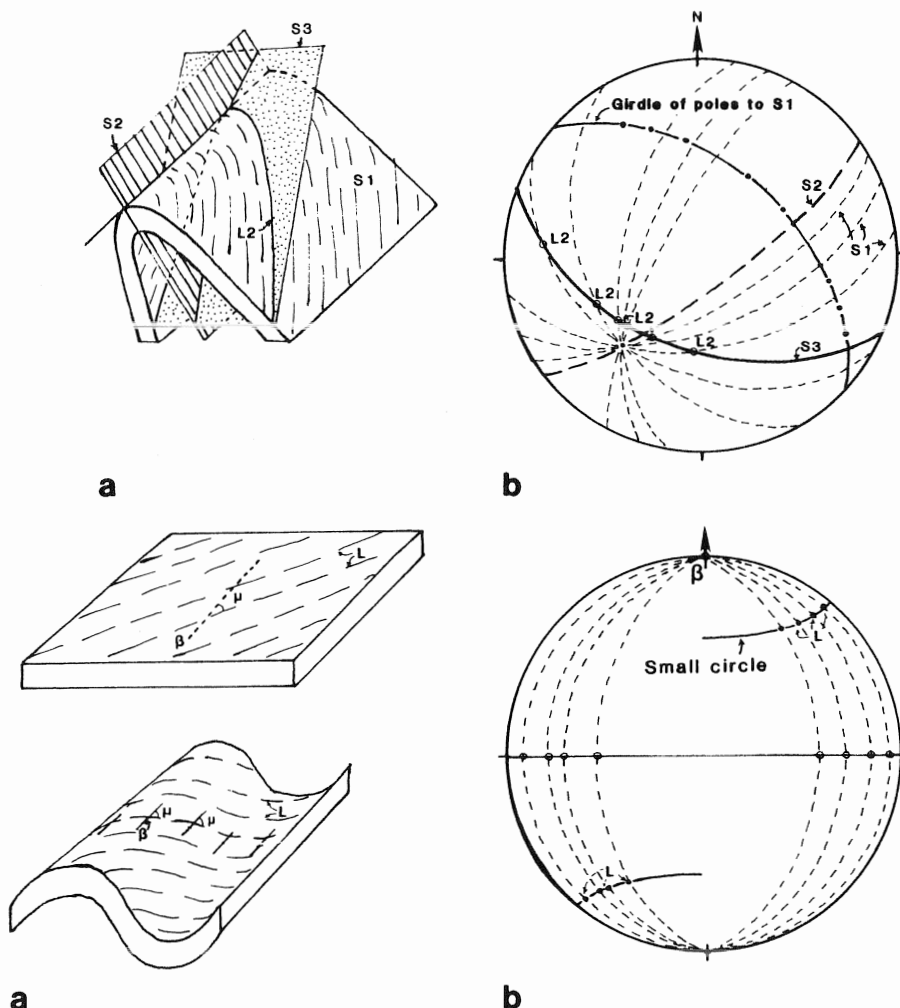 S3
S2
S1
L2
a
N
Girdle of poles to S1
S2
S1
L2
L2
L2
L2
S3
b
L
μ
β
μ
μ
β
L
a
β
L
Small circle
L
b